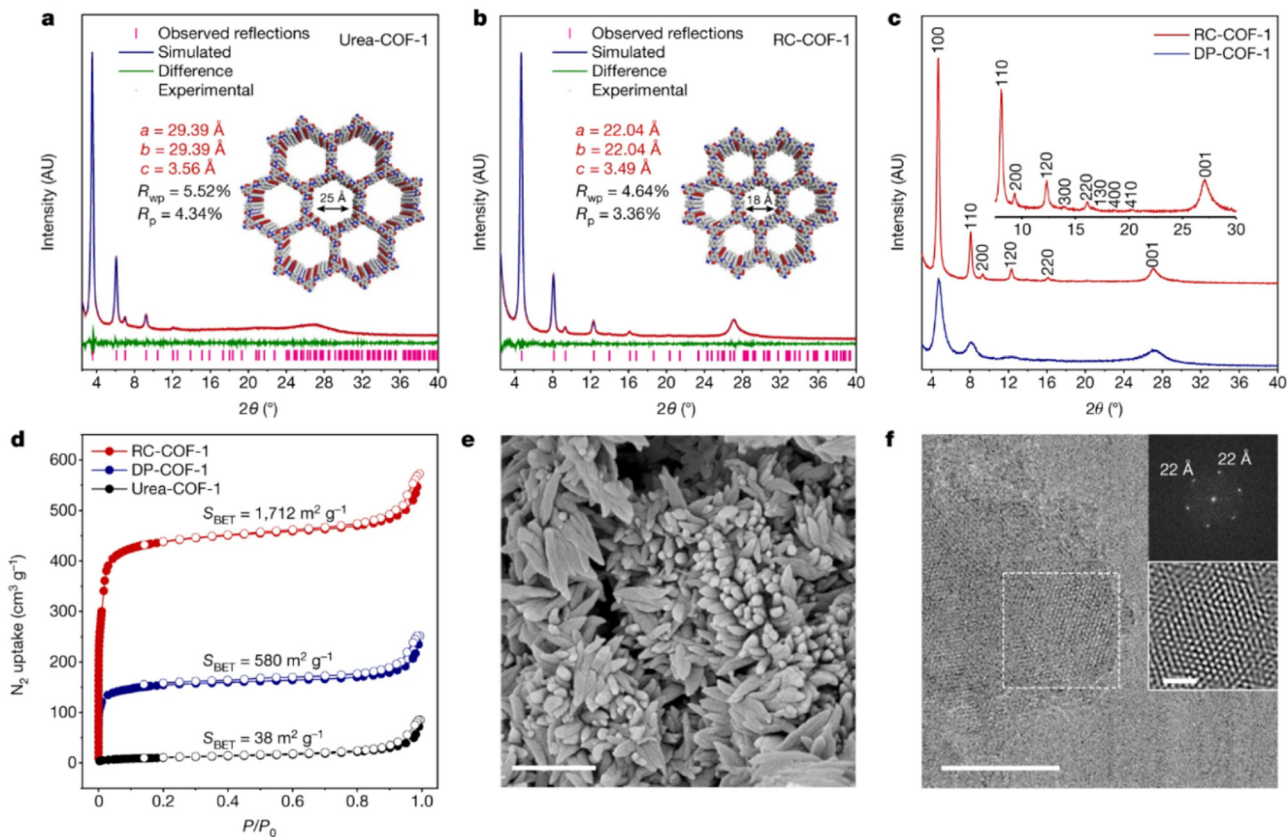 a
Observed reflections
Urea-COF-1
Simulated
Difference
Experimental
a = 29.39 Å
b = 29.39 Å
c = 3.56 Å
Rwp = 5.52%
Rp = 4.34%
25 Å
Intensity (AU)
4 8 12 16 20 24 28 32 36 40
2θ (°)
b
Observed reflections
RC-COF-1
Simulated
Difference
Experimental
a = 22.04 Å
b = 22.04 Å
c = 3.49 Å
Rwp = 4.64%
Rp = 3.36%
18 Å
Intensity (AU)
4 8 12 16 20 24 28 32 36 40
2θ (°)
c
RC-COF-1
DP-COF-1
100
110
200
120
300
220
130
400
410
001
10 15 20 25 30
110
200
120
220
001
Intensity (AU)
4 8 12 16 20 24 28 32 36 40
2θ (°)
d
RC-COF-1
DP-COF-1
Urea-COF-1
600
500
400
300
200
100
0
SBET = 1,712 m² g⁻¹
SBET = 580 m² g⁻¹
SBET = 38 m² g⁻¹
N₂ uptake (cm³ g⁻¹)
0 0.2 0.4 0.6 0.8 1.0
P/P₀
e
f
22 Å 22 Å